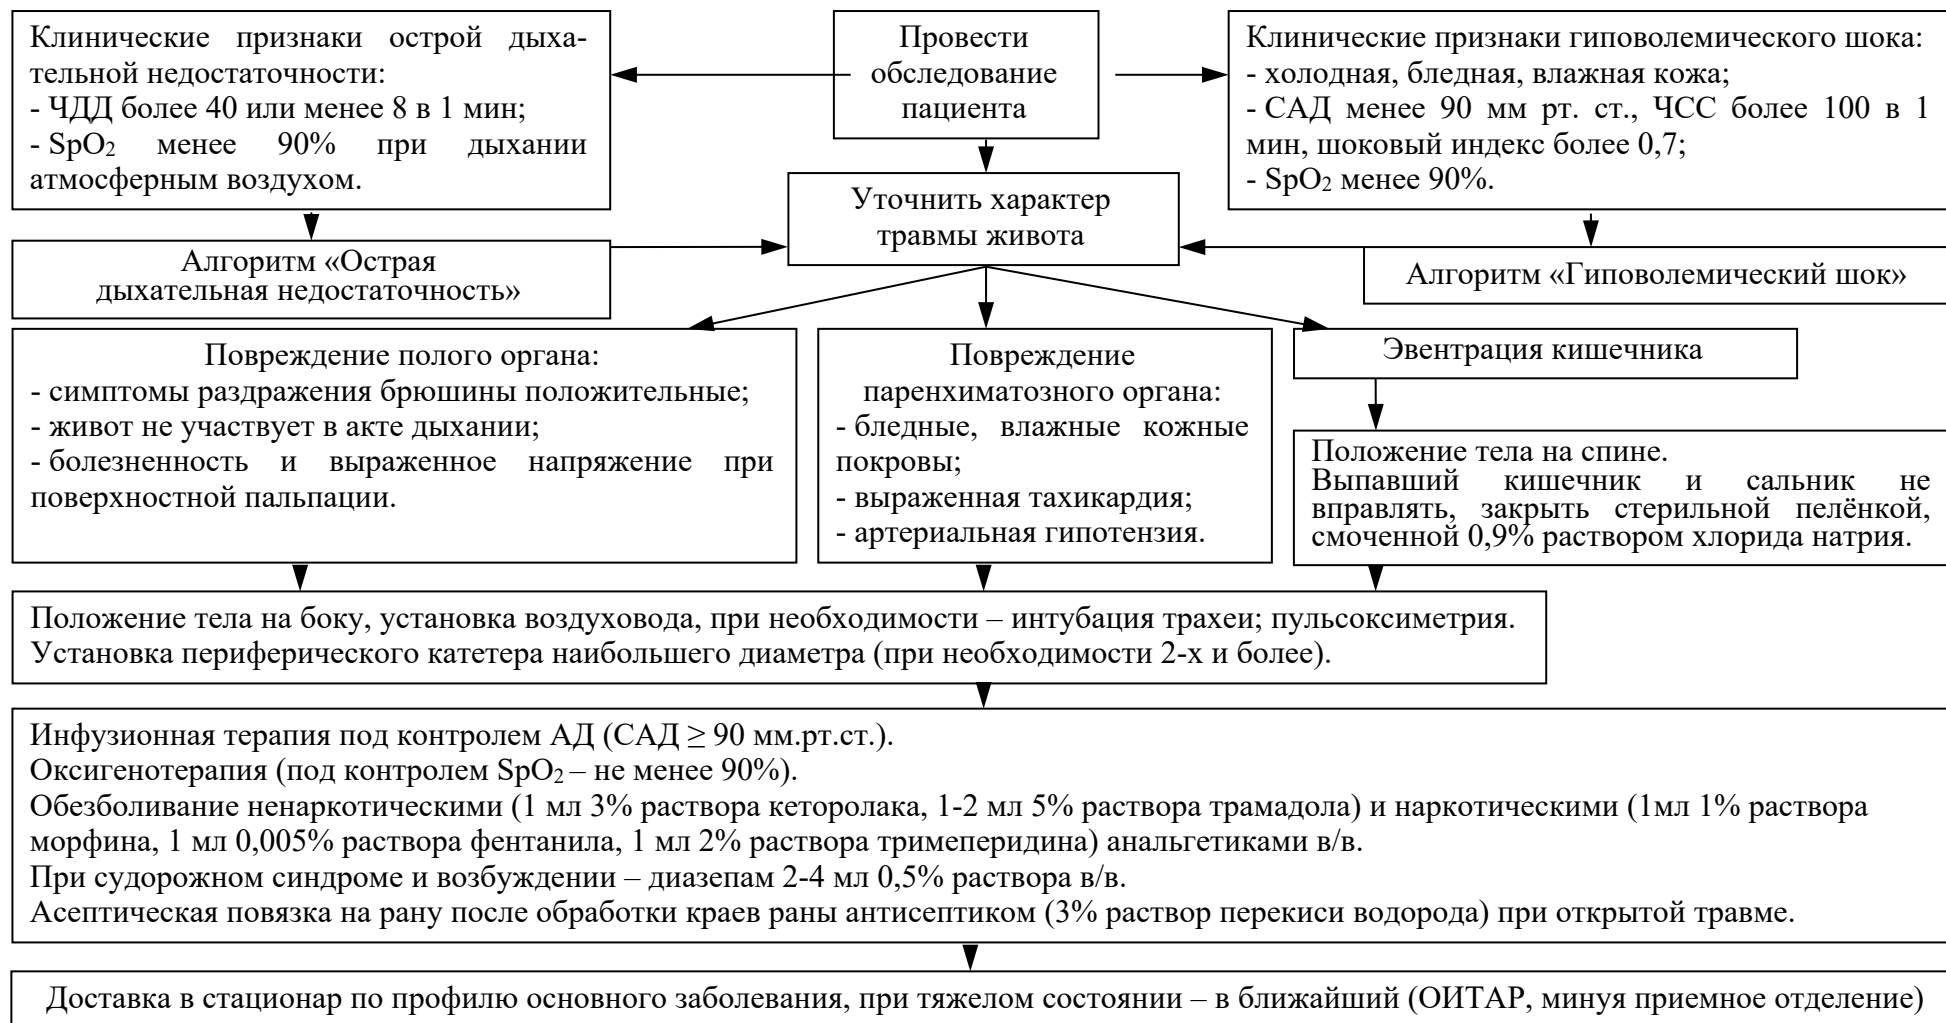 Клинические признаки острой дыха-
тельной недостаточности:
- ЧДД более 40 или менее 8 в 1 мин;
- SpO₂ менее 90% при дыхании
атмосферным воздухом.
Провести
обследование
пациента
Клинические признаки гиповолемического шока:
- холодная, бледная, влажная кожа;
- САД менее 90 мм рт. ст., ЧСС более 100 в 1
мин, шоковый индекс более 0,7;
- SpO₂ менее 90%.
Уточнить характер
травмы живота
Алгоритм «Острая
дыхательная недостаточность»
Алгоритм «Гиповолемический шок»
Повреждение полого органа:
- симптомы раздражения брюшины положительные;
- живот не участвует в акте дыхании;
- болезненность и выраженное напряжение при
поверхностной пальпации.
Повреждение
паренхиматозного органа:
- бледные, влажные кожные
покровы;
- выраженная тахикардия;
- артериальная гипотензия.
Эвентрация кишечника
Положение тела на спине.
Выпавший кишечник и сальник не
вправлять, закрыть стерильной пелёнкой,
смоченной 0,9% раствором хлорида натрия.
Положение тела на боку, установка воздуховода, при необходимости – интубация трахеи; пульсоксиметрия.
Установка периферического катетера наибольшего диаметра (при необходимости 2-х и более).
Инфузионная терапия под контролем АД (САД ≥ 90 мм.рт.ст.).
Оксигенотерапия (под контролем SpO₂ – не менее 90%).
Обезболивание ненаркотическими (1 мл 3% раствора кеторолака, 1-2 мл 5% раствора трамадола) и наркотическими (1мл 1% раствора
морфина, 1 мл 0,005% раствора фентанила, 1 мл 2% раствора тримеперидина) анальгетиками в/в.
При судорожном синдроме и возбуждении – диазепам 2-4 мл 0,5% раствора в/в.
Асептическая повязка на рану после обработки краев раны антисептиком (3% раствор перекиси водорода) при открытой травме.
Доставка в стационар по профилю основного заболевания, при тяжелом состоянии – в ближайший (ОИТАР, минуя приемное отделение)